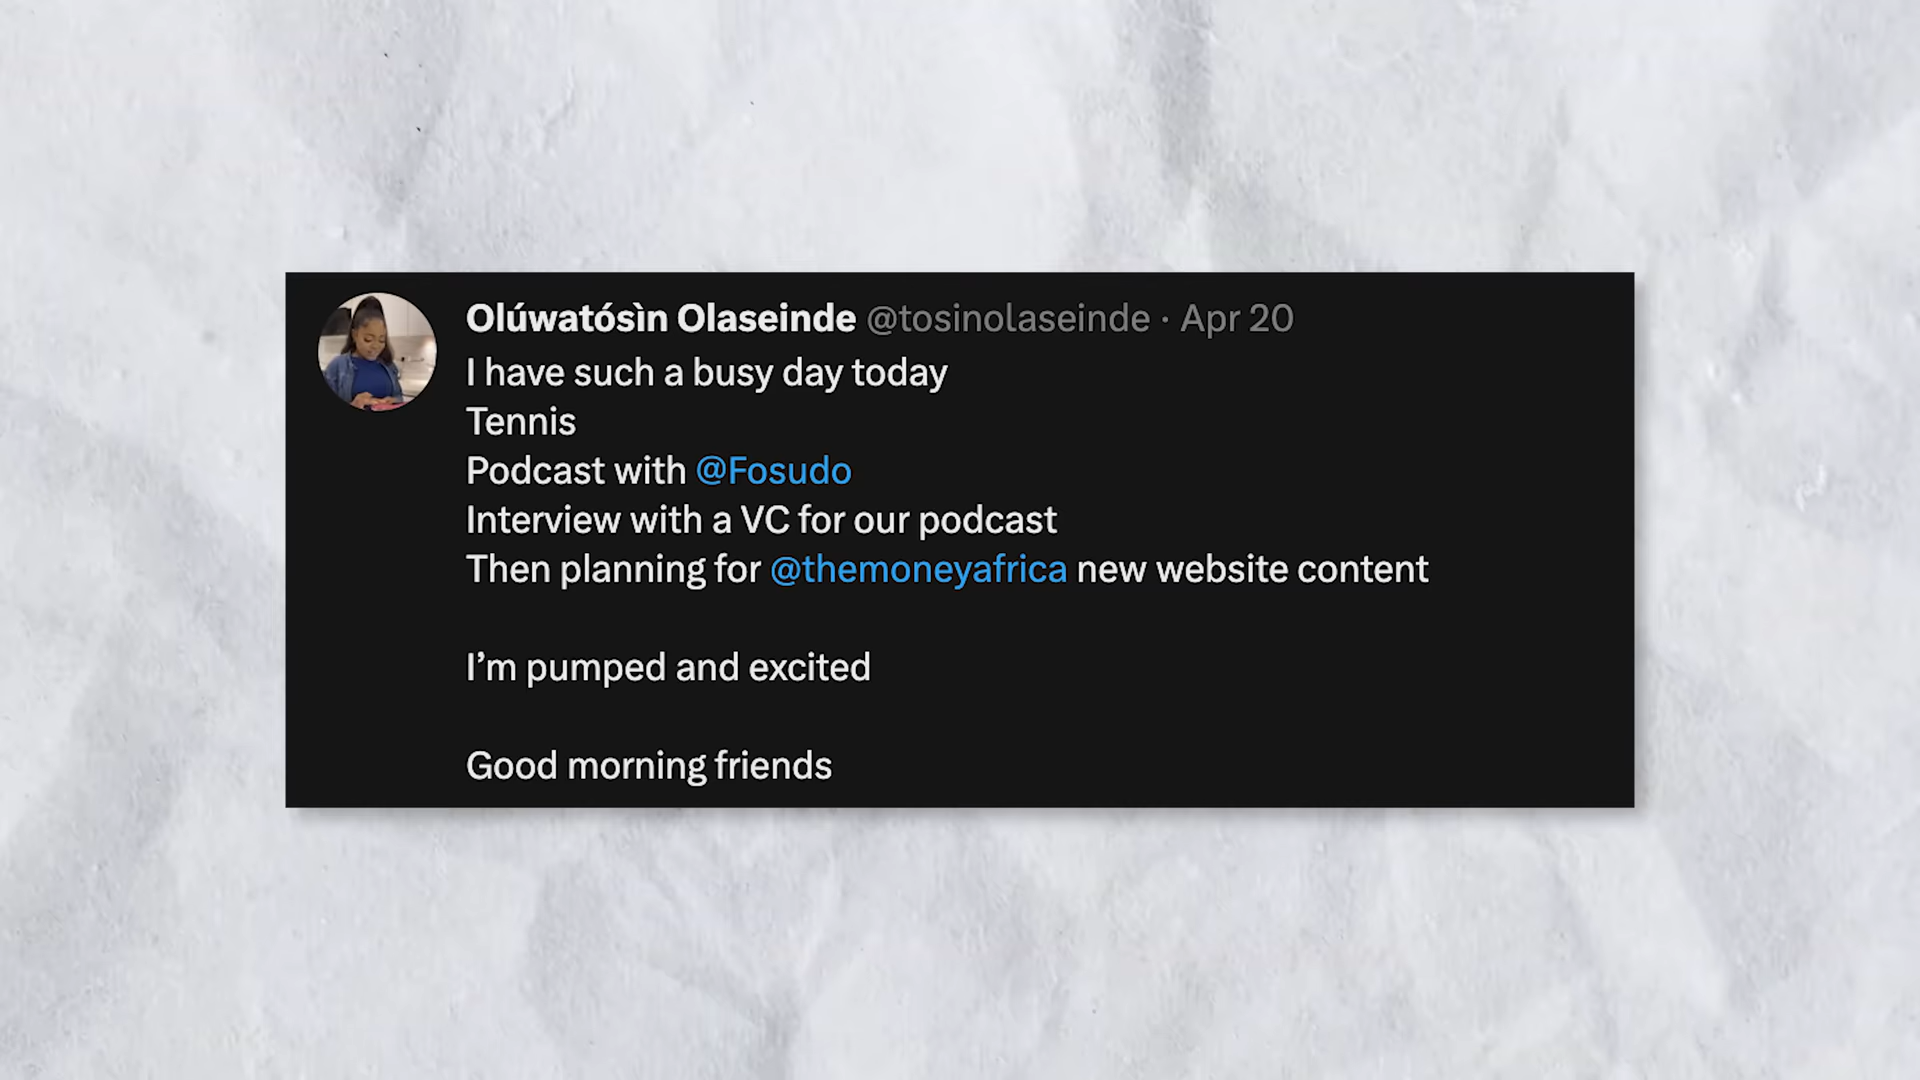 Olúwatósìn Olaseinde @tosinolaseinde · Apr 20
I have such a busy day today
Tennis
Podcast with @Fosudo
Interview with a VC for our podcast
Then planning for @themoneyafrica new website content
I’m pumped and excited
Good morning friends